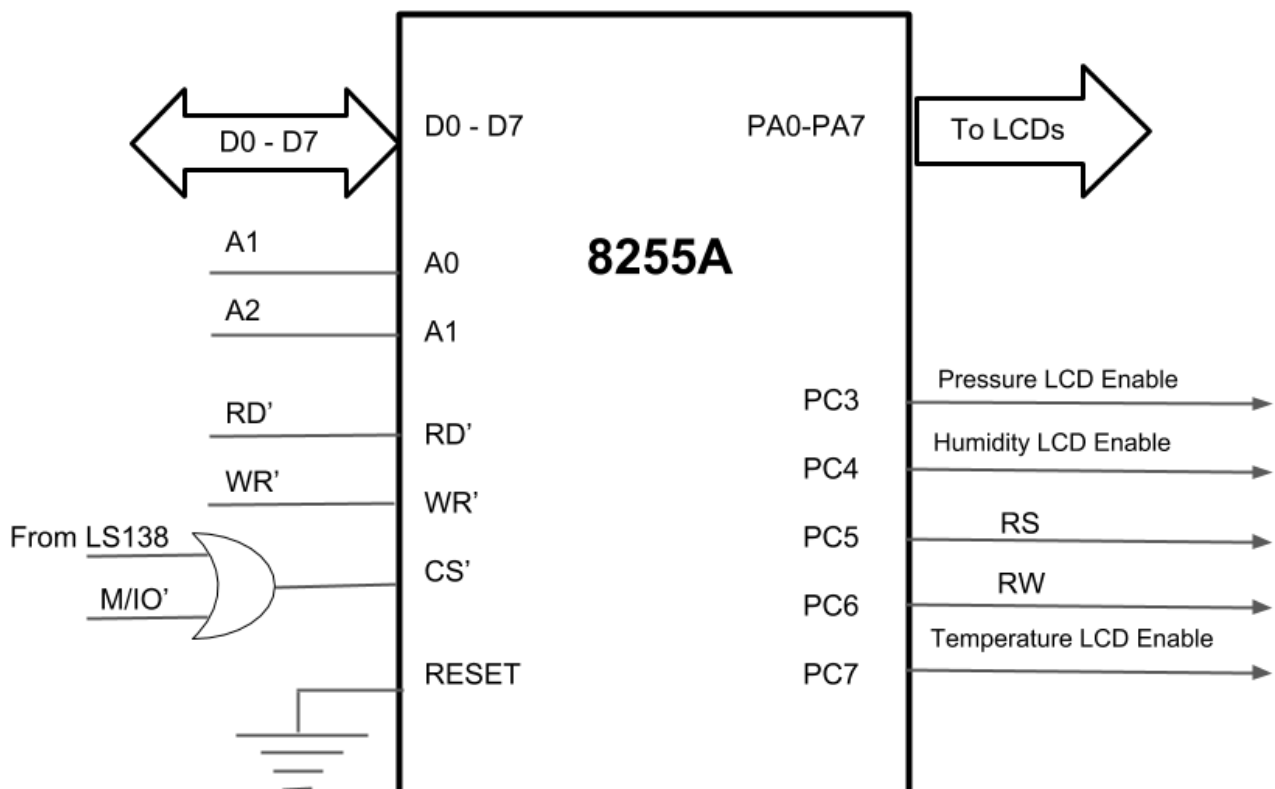 D0 - D7
D0 - D7
PA0-PA7
To LCDs
8255A
A1
A0
A2
A1
Pressure LCD Enable
PC3
RD’
RD’
Humidity LCD Enable
PC4
WR’
WR’
RS
PC5
From LS138
CS’
M/IO’
RW
PC6
Temperature LCD Enable
RESET
PC7